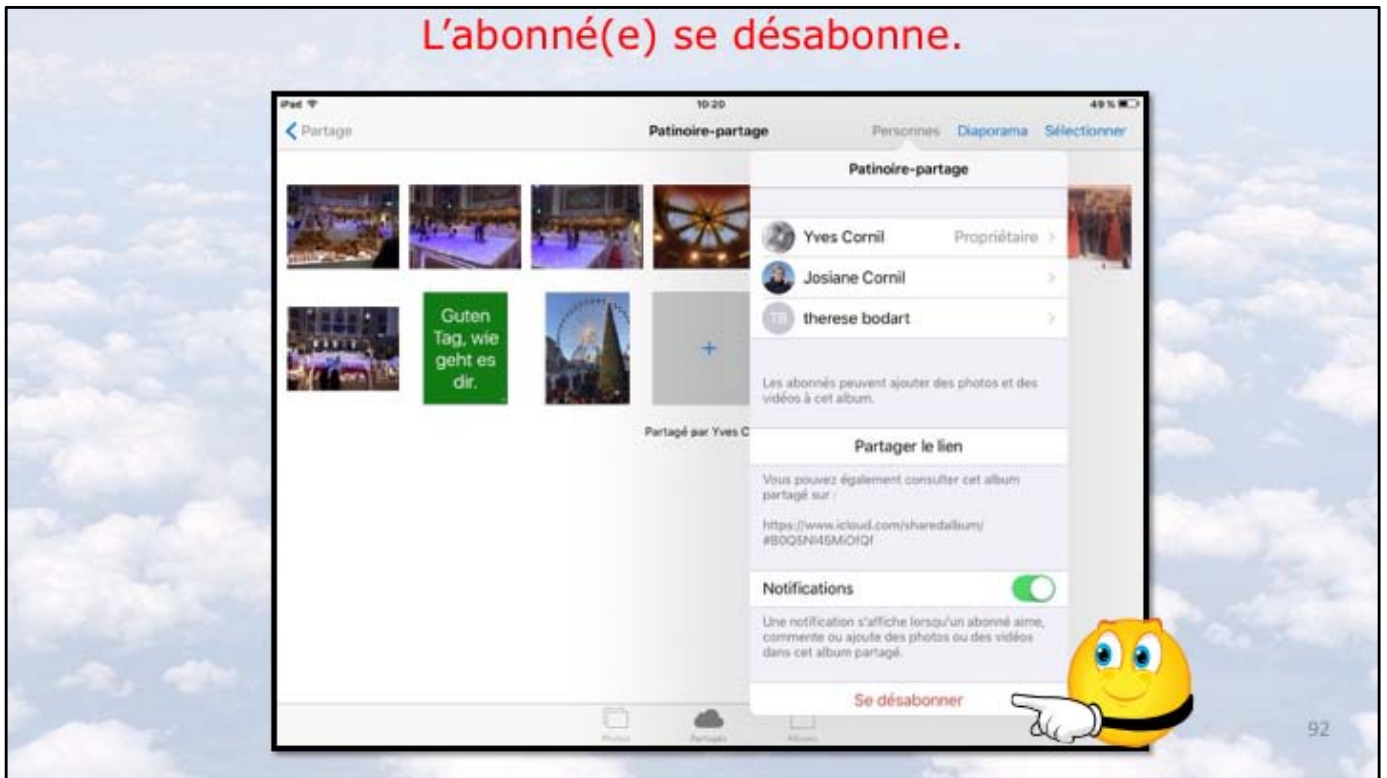 L'abonné(e) se désabonne.
iPad 10:20 49 %
Partage Patinoire-partage Personnes Diaporama Sélectionner
Patinoire-partage
Yves Cornil Propriétaire
Josiane Cornil
TB therese bodart
Guten
Tag, wie
geht es
dir.
+
Les abonnés peuvent ajouter des photos et des
vidéos à cet album.
Partagé par Yves C
Partager le lien
Vous pouvez également consulter cet album
partagé sur :
https://www.icloud.com/sharedalbum/
Notifications
Une notification s'affiche lorsqu'un abonné aime,
commente ou ajoute des photos ou des vidéos
dans cet album partagé.
Se désabonner
Photos Partagés Albums
92